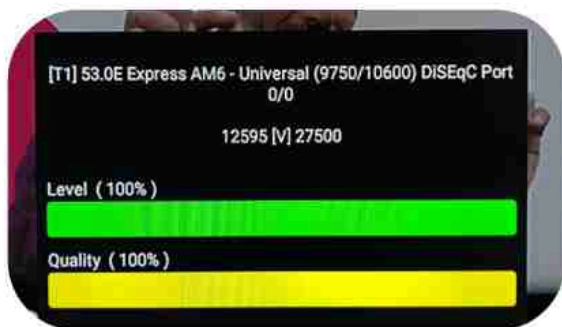 [T1] 53.0E Express AM6 - Universal (9750/10600) DiSEqC Port
0/0
12595 [V] 27500
Level (100%)
Quality (100%)